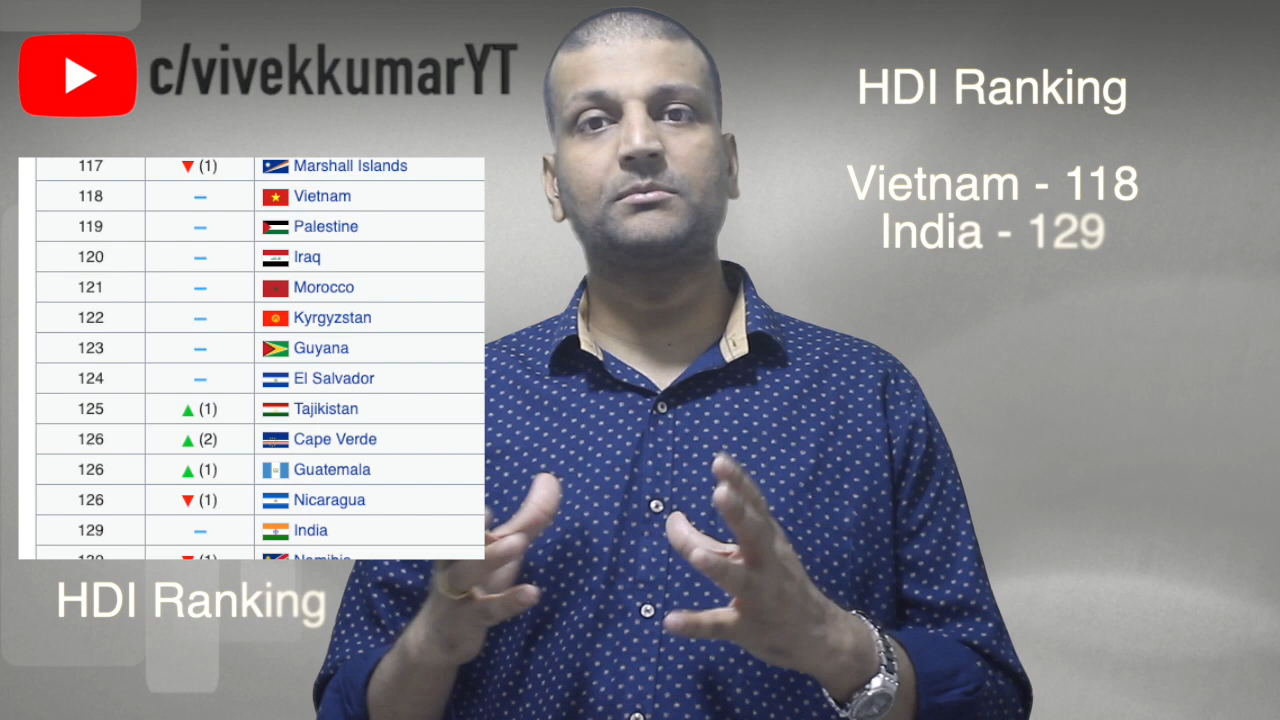 c/vivekkumarYT
HDI Ranking
Vietnam - 118
India - 129
117 (1) Marshall Islands
118 – Vietnam
119 – Palestine
120 – Iraq
121 – Morocco
122 – Kyrgyzstan
123 – Guyana
124 – El Salvador
125 (1) Tajikistan
126 (2) Cape Verde
126 (1) Guatemala
126 (1) Nicaragua
129 – India
HDI Ranking